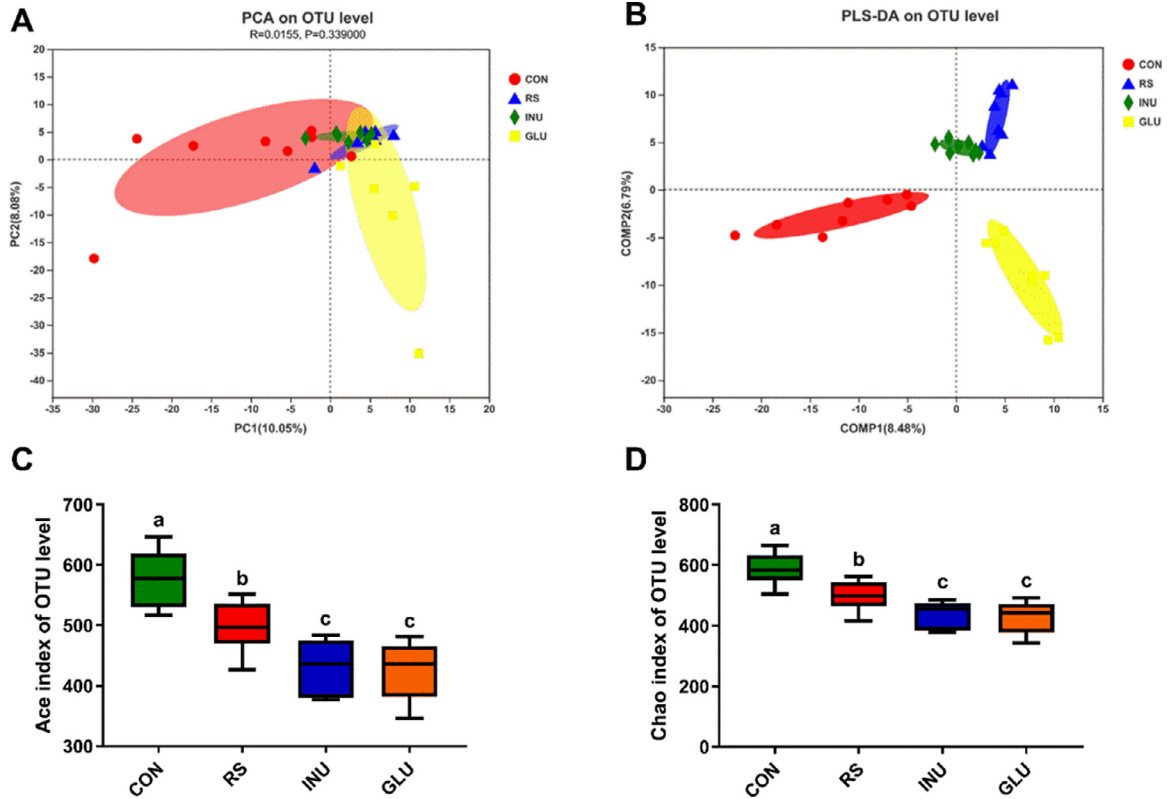 A
PCA on OTU level
R=0.0155, P=0.339000
20
15
10
5
0
-5
-10
-15
-20
-25
-30
-35
-40
PC2(8.08%)
-35 -30 -25 -20 -15 -10 -5 0 5 10 15 20
PC1(10.05%)
CON
RS
INU
GLU
B
PLS-DA on OTU level
15
10
5
0
-5
-10
-15
-20
COMP2(6.79%)
-30 -25 -20 -15 -10 -5 0 5 10 15
COMP1(8.48%)
CON
RS
INU
GLU
C
Ace index of OTU level
700
600
500
400
300
a
b
c
c
CON RS INU GLU
D
Chao index of OTU level
800
600
400
200
0
a
b
c
c
CON RS INU GLU